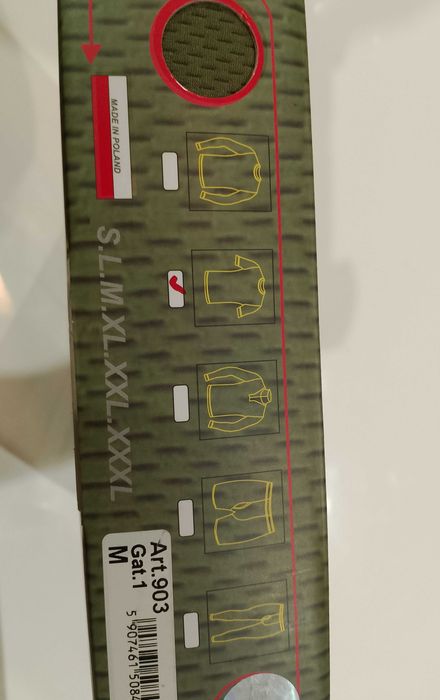 MADE IN POLAND
S.L.M.XL.XXL.XXXL
Art.903
Gat.1
M